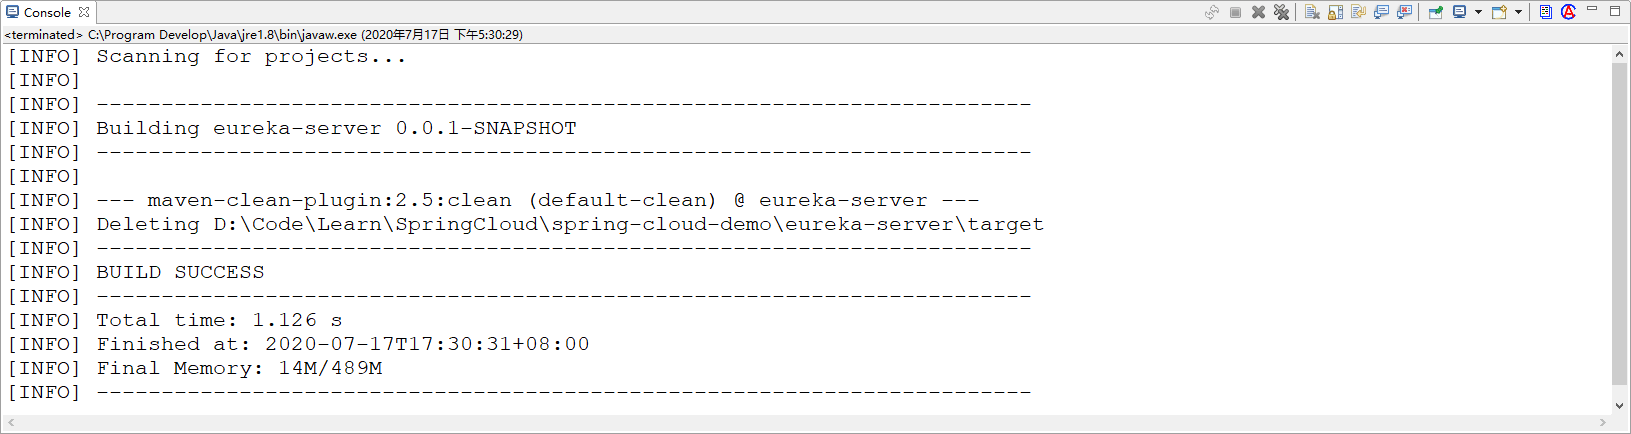 Console
<terminated> C:\Program Develop\Java\jre1.8\bin\javaw.exe (2020年7月17日 下午5:30:29)
[INFO] Scanning for projects...
[INFO]
[INFO] ------------------------------------------------------------------------
[INFO] Building eureka-server 0.0.1-SNAPSHOT
[INFO] ------------------------------------------------------------------------
[INFO]
[INFO] --- maven-clean-plugin:2.5:clean (default-clean) @ eureka-server ---
[INFO] Deleting D:\Code\Learn\SpringCloud\spring-cloud-demo\eureka-server\target
[INFO] ------------------------------------------------------------------------
[INFO] BUILD SUCCESS
[INFO] ------------------------------------------------------------------------
[INFO] Total time: 1.126 s
[INFO] Finished at: 2020-07-17T17:30:31+08:00
[INFO] Final Memory: 14M/489M
[INFO] ------------------------------------------------------------------------